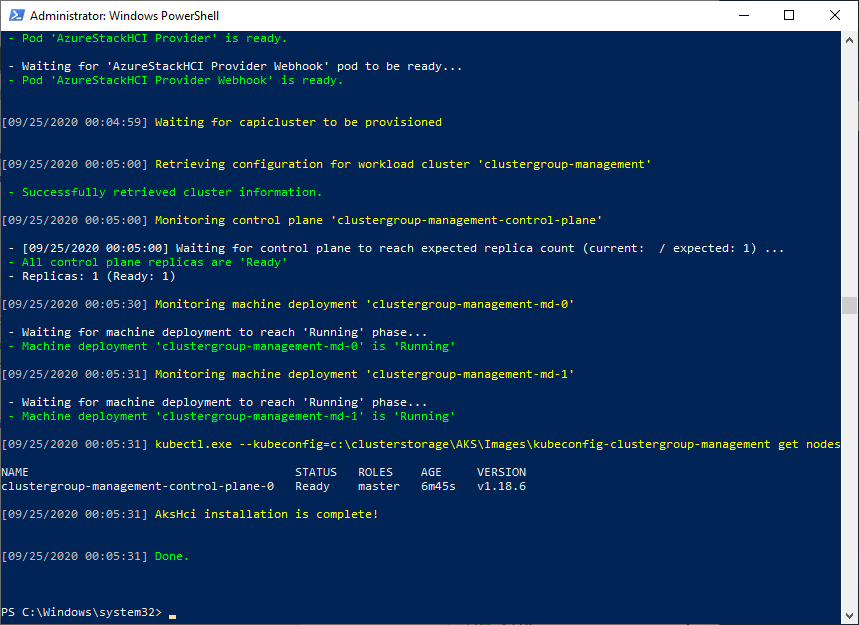 Administrator: Windows PowerShell
- Pod 'AzureStackHCI Provider' is ready.
- Waiting for 'AzureStackHCI Provider Webhook' pod to be ready...
- Pod 'AzureStackHCI Provider Webhook' is ready.
[09/25/2020 00:04:59] Waiting for capicluster to be provisioned
[09/25/2020 00:05:00] Retrieving configuration for workload cluster 'clustergroup-management'
- Successfully retrieved cluster information.
[09/25/2020 00:05:00] Monitoring control plane 'clustergroup-management-control-plane'
- [09/25/2020 00:05:00] Waiting for control plane to reach expected replica count (current:  / expected: 1) ...
- All control plane replicas are 'Ready'
- Replicas: 1 (Ready: 1)
[09/25/2020 00:05:30] Monitoring machine deployment 'clustergroup-management-md-0'
- Waiting for machine deployment to reach 'Running' phase...
- Machine deployment 'clustergroup-management-md-0' is 'Running'
[09/25/2020 00:05:31] Monitoring machine deployment 'clustergroup-management-md-1'
- Waiting for machine deployment to reach 'Running' phase...
- Machine deployment 'clustergroup-management-md-1' is 'Running'
[09/25/2020 00:05:31] kubectl.exe --kubeconfig=c:\clusterstorage\AKS\Images\kubeconfig-clustergroup-management get nodes
NAME STATUS ROLES AGE VERSION
clustergroup-management-control-plane-0 Ready master 6m45s v1.18.6
[09/25/2020 00:05:31] AksHci installation is complete!
[09/25/2020 00:05:31] Done.
PS C:\Windows\system32>